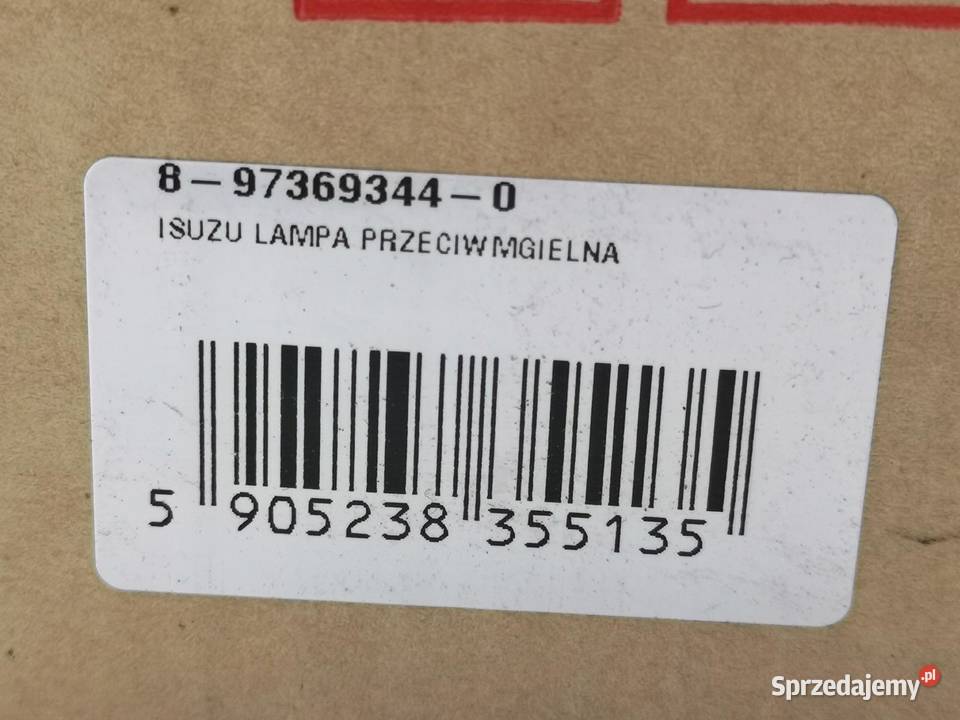 8-97369344-0
ISUZU LAMPA PRZECIWMGIELNA
5 905238 355135
Sprzedajemy.pl